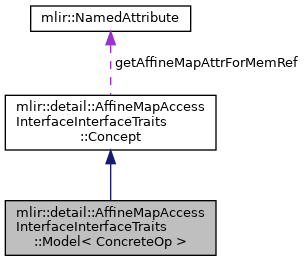 mlir::NamedAttribute
getAffineMapAttrForMemRef
mlir::detail::AffineMapAccess
InterfaceInterfaceTraits
::Concept
mlir::detail::AffineMapAccess
InterfaceInterfaceTraits
::Model< ConcreteOp >